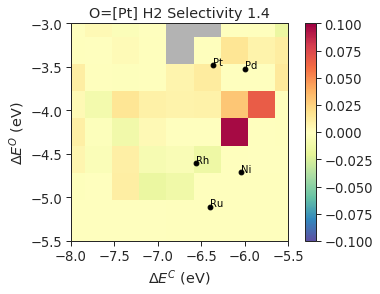 O=[Pt] H2 Selectivity 1.4
−3.0
−3.5
−4.0
−4.5
−5.0
−5.5
ΔE^O (eV)
Pt
Pd
Rh
Ni
Ru
−8.0 −7.5 −7.0 −6.5 −6.0 −5.5
ΔE^C (eV)
0.100
0.075
0.050
0.025
0.000
−0.025
−0.050
−0.075
−0.100